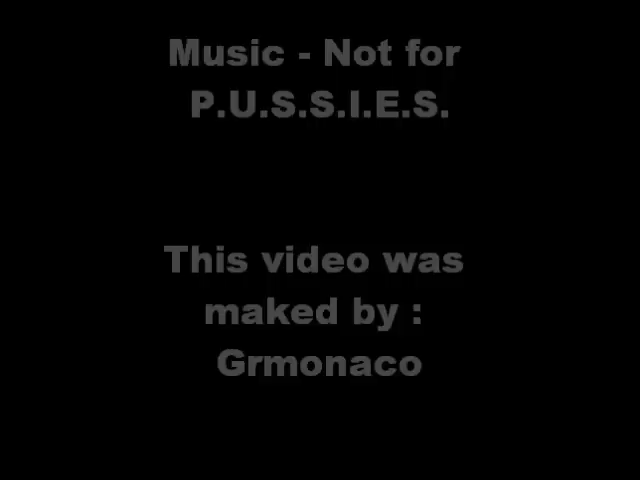 Music - Not for
P.U.S.S.I.E.S.
This video was
maked by :
Grmonaco